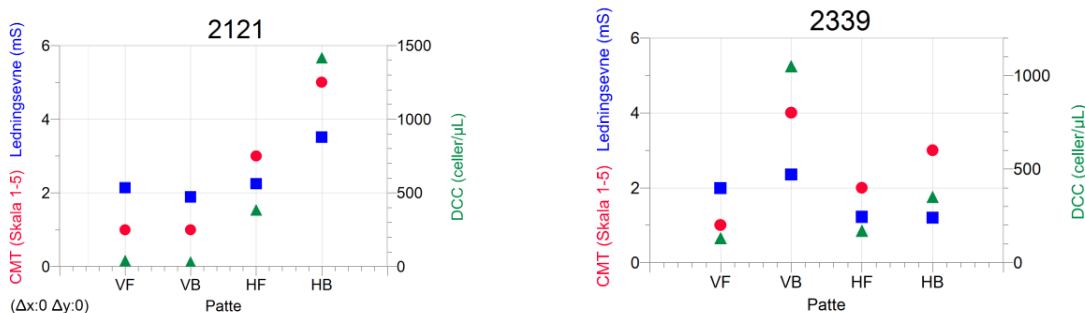 2121
CMT (Skala 1-5) Ledningsevne (mS)
6
4
2
0
1500
1000
500
0
DCC (celler/µL)
VF VB HF HB
(Δx:0 Δy:0) Patte
2339
CMT (Skala 1-5) Ledningsevne (mS)
6
4
2
0
1000
500
0
DCC (celler/µL)
VF VB HF HB
Patte